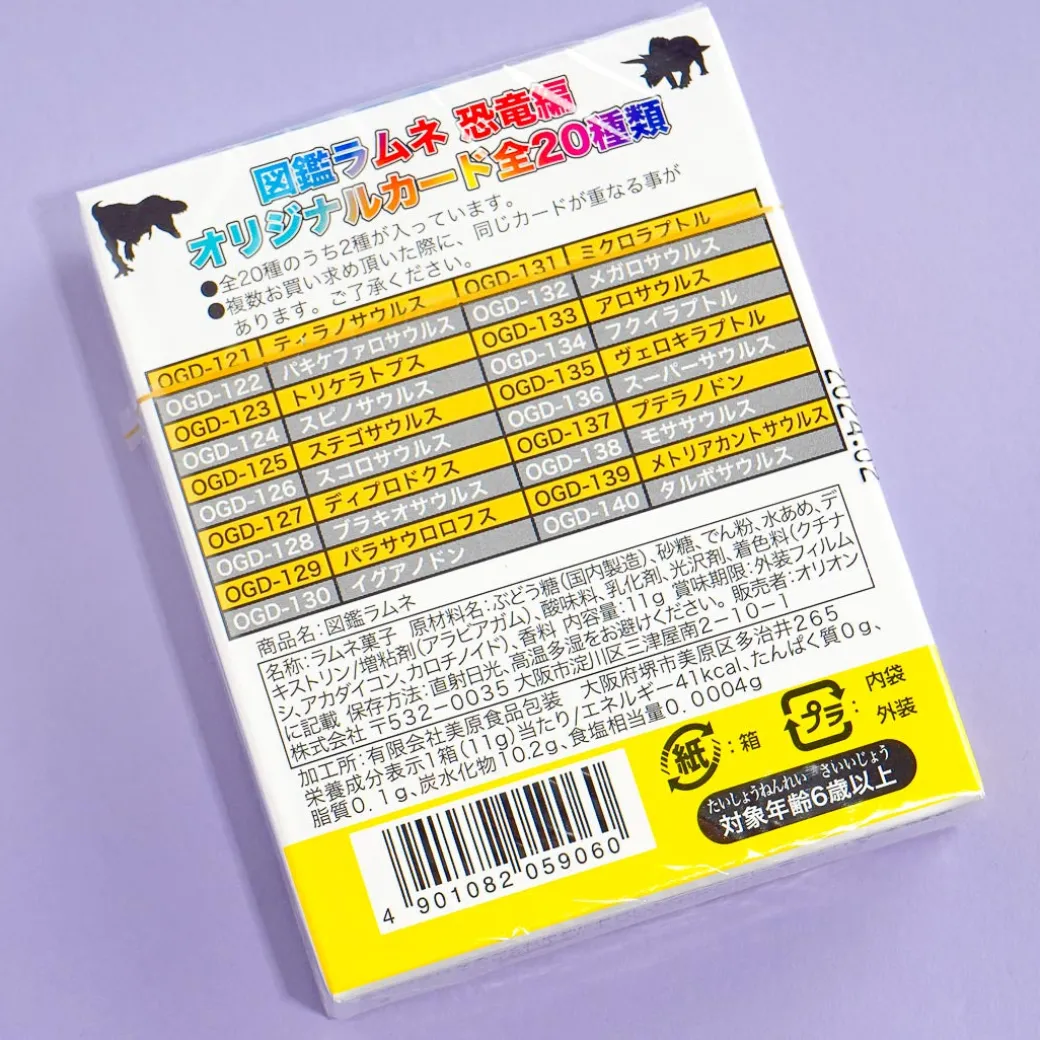 図鑑ラムネ 恐竜編
オリジナルカード全20種類
●全20種のうち2種が入っています。
●複数お買い求め頂いた際に、同じカードが重なる事が
あります。ご了承ください。
OGD-121 ティラノサウルス
OGD-122 パキケファロサウルス
OGD-123 トリケラトプス
OGD-124 スピノサウルス
OGD-125 ステゴサウルス
OGD-126 スコロサウルス
OGD-127 ディプロドクス
OGD-128 ブラキオサウルス
OGD-129 パラサウロロフス
OGD-130 イグアノドン
OGD-131 ミクロラプトル
OGD-132 メガロサウルス
OGD-133 アロサウルス
OGD-134 フクイラプトル
OGD-135 ヴェロキラプトル
OGD-136 スーパーサウルス
OGD-137 プテラノドン
OGD-138 モササウルス
OGD-139 メトリアカントサウルス
OGD-140 タルボサウルス
2024.02
商品名:図鑑ラムネ
名称:ラムネ菓子 原材料名:ぶどう糖(国内製造)、砂糖、でん粉、水あめ、デ
キストリン/増粘剤(アラビアガム)、酸味料、乳化剤、光沢剤、着色料(クチナ
シ、アカダイコン、カロチノイド)、香料 内容量:11g 賞味期限:外装フィルム
に記載 保存方法:直射日光、高温多湿をお避けください。販売者:オリオン
株式会社 〒532-0035 大阪市淀川区三津屋南2-10-1
加工所:有限会社美原食品包装 大阪府堺市美原区多治井265
栄養成分表示1箱(11g)当たり/エネルギー41kcal、たんぱく質0g、
脂質0.1g、炭水化物10.2g、食塩相当量0.0004g
紙:箱
プラ:内袋
外装
たいしょうねんれい さいいじょう
対象年齢6歳以上
4 901082 059060